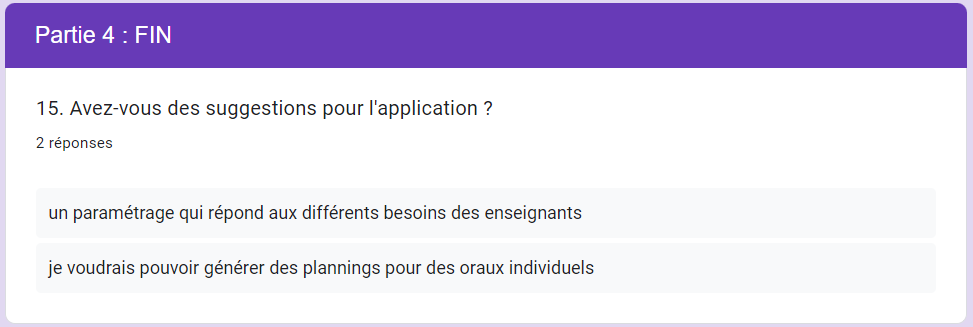 Partie 4 : FIN
15. Avez-vous des suggestions pour l'application ?
2 réponses
un paramétrage qui répond aux différents besoins des enseignants
je voudrais pouvoir générer des plannings pour des oraux individuels